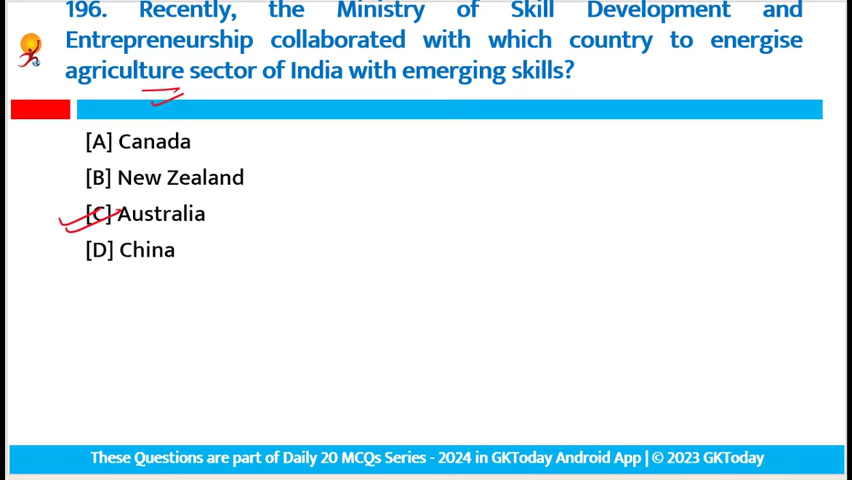 196. Recently, the Ministry of Skill Development and
Entrepreneurship collaborated with which country to energise
agriculture sector of India with emerging skills?
[A] Canada
[B] New Zealand
[C] Australia
[D] China
These Questions are part of Daily 20 MCQs Series - 2024 in GKToday Android App | © 2023 GKToday